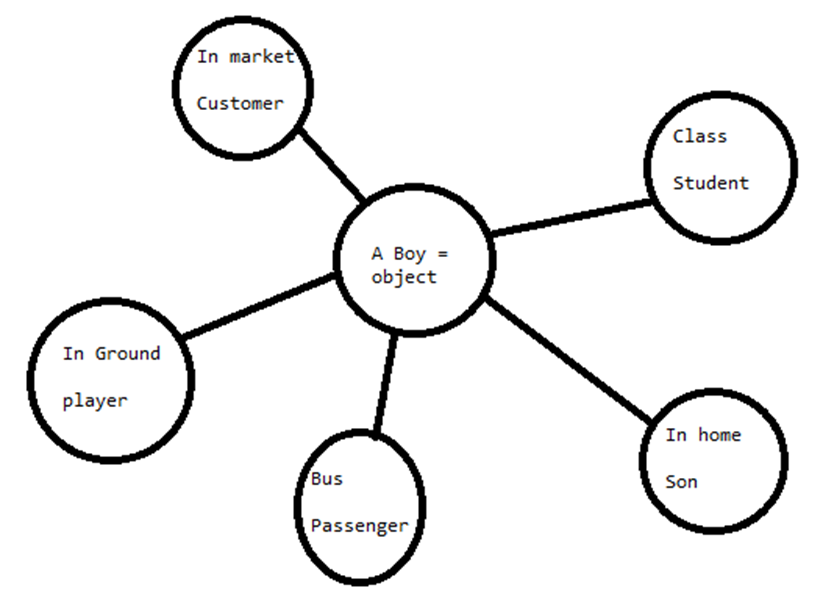 In market
Customer
Class
Student
A Boy =
object
In Ground
player
In home
Son
Bus
Passenger